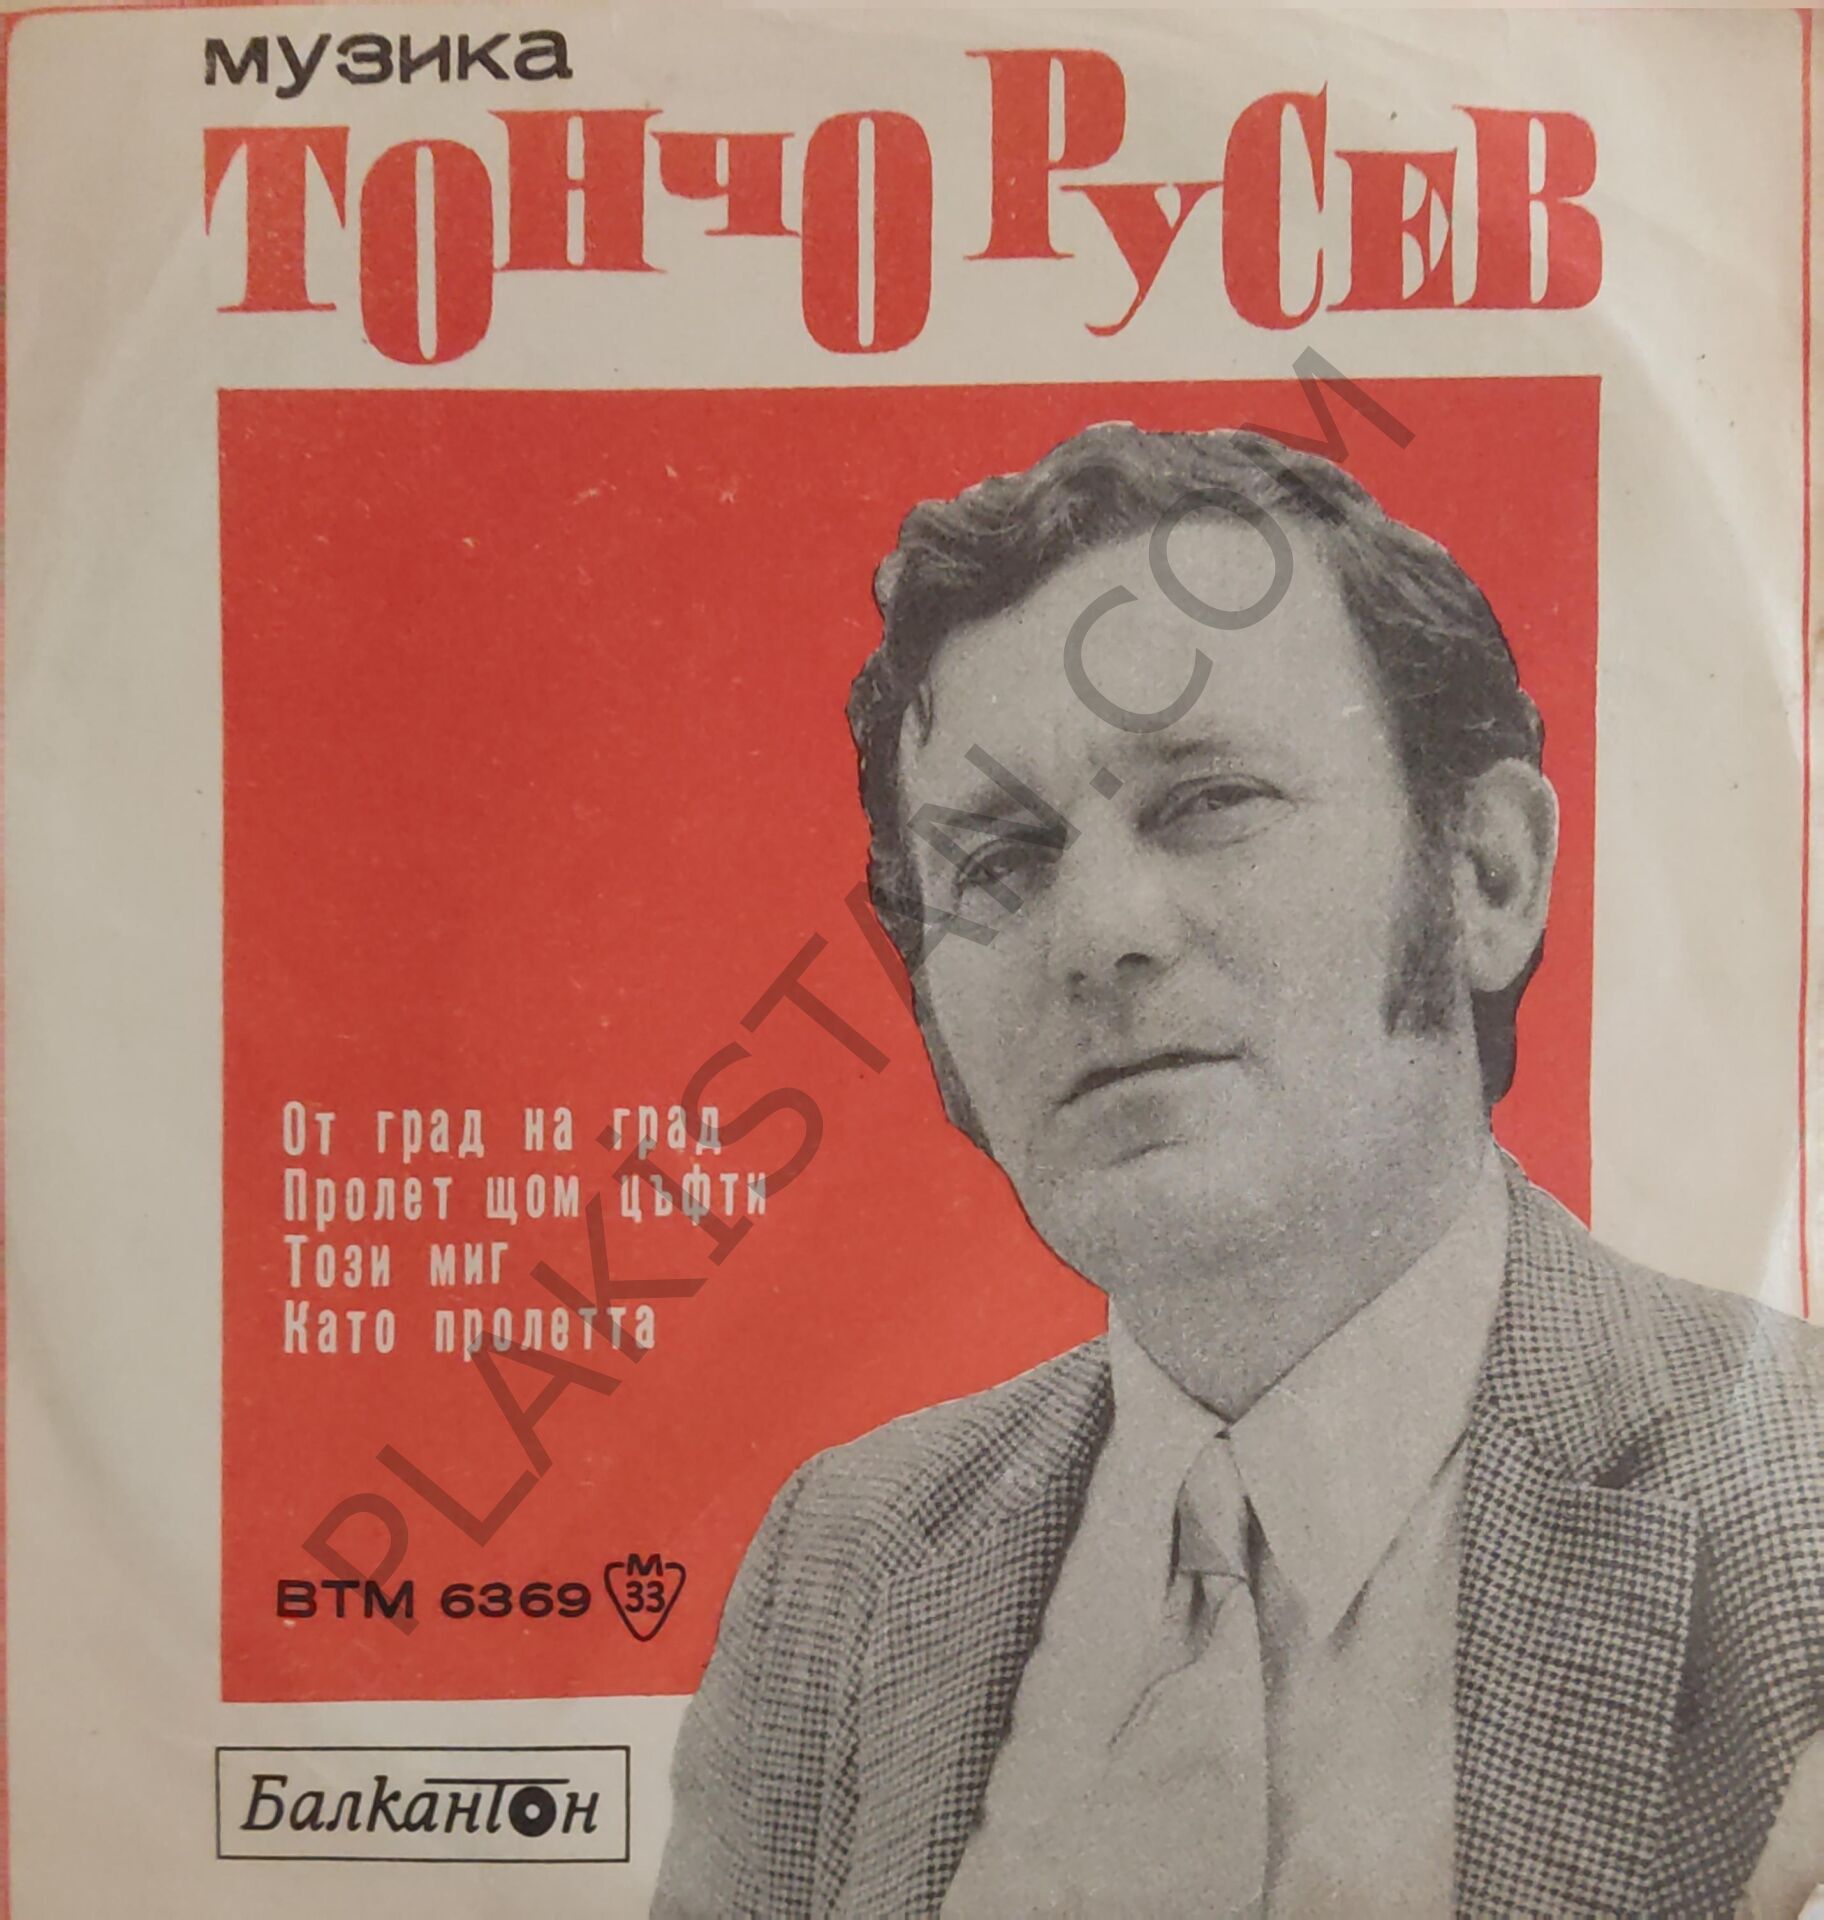 музика
ТОНЧО РУСЕВ
От град на град
Пролет щом цъфти
Този миг
Като пролетта
ВТМ 6369 М 33
Балкантон
PLAKiSTAN.COM